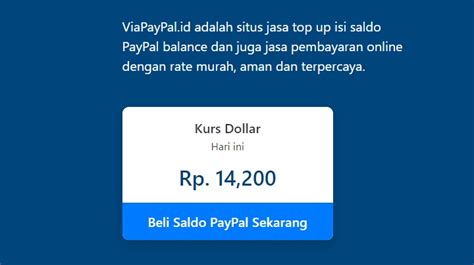 ViaPayPal.id adalah situs jasa top up isi saldo
PayPal balance dan juga jasa pembayaran online
dengan rate murah, aman dan terpercaya.
Kurs Dollar
Hari ini
Rp. 14,200
Beli Saldo PayPal Sekarang